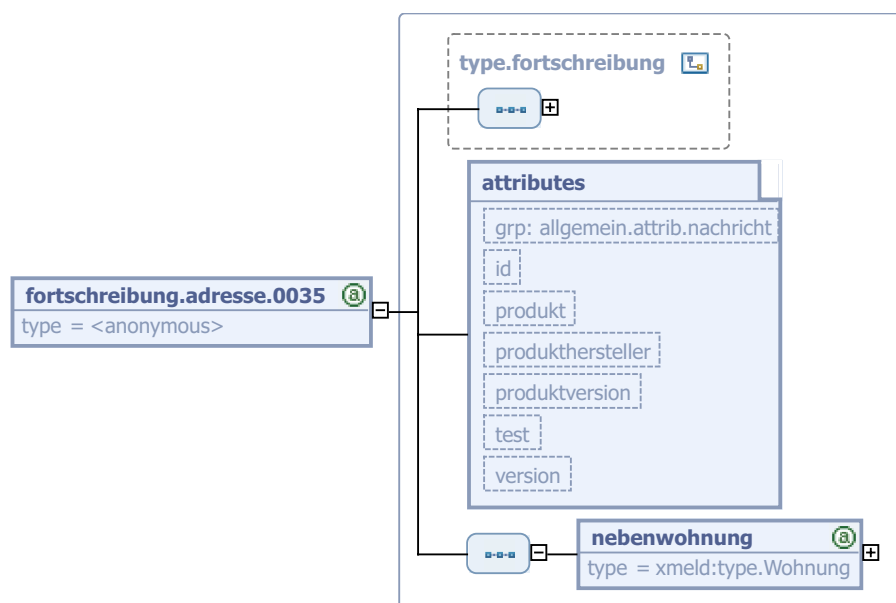 type.fortschreibung
attributes
grp: allgemein.attrib.nachricht
id
produkt
produkthersteller
produktversion
test
version
fortschreibung.adresse.0035
type = <anonymous>
nebenwohnung
type = xmeld:type.Wohnung